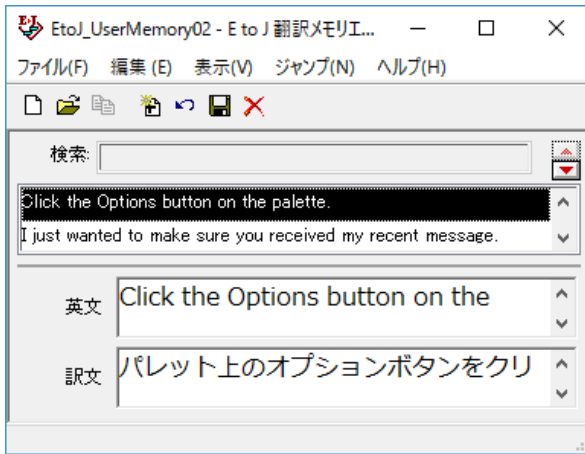 EtoJ_UserMemory02 - E to J 翻訳メモリエ...
ファイル(F) 編集(E) 表示(V) ジャンプ(N) ヘルプ(H)
検索:
Click the Options button on the palette.
I just wanted to make sure you received my recent message.
英文 Click the Options button on the
訳文 パレット上のオプションボタンをクリ